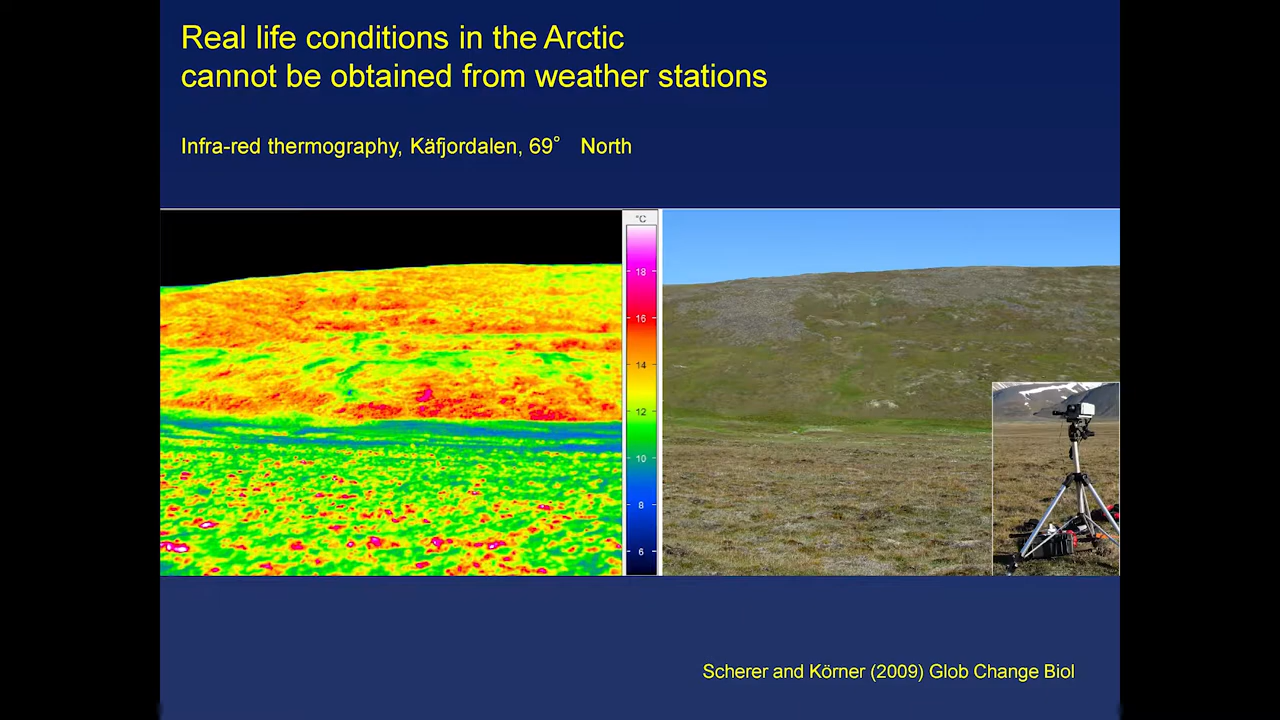 Real life conditions in the Arctic
cannot be obtained from weather stations
Infra-red thermography, Käfjordalen, 69° North
°C
18
16
14
12
10
8
6
Scherer and Körner (2009) Glob Change Biol